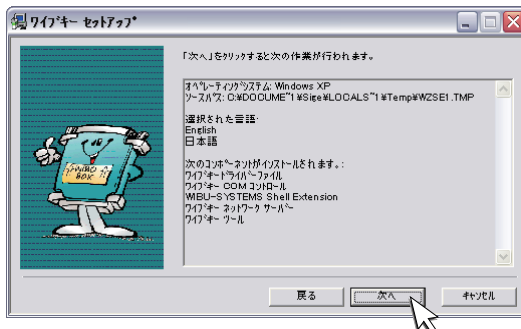 ワイブキー セットアップ
「次へ」をクリックすると次の作業が行われます。
オペレーティングシステム: Windows XP
ソースパス: C:¥DOCUME~1¥Sige¥LOCALS~1¥Temp¥WZSE1.TMP
選択された言語:
English
日本語
次のコンポーネントがインストールされます。:
ワイブキードライバーファイル
ワイブキー COM コントロール
WIBU-SYSTEMS Shell Extension
ワイブキー ネットワーク サーバー
ワイブキー ツール
WIBU
BOX
戻る
次へ
キャンセル